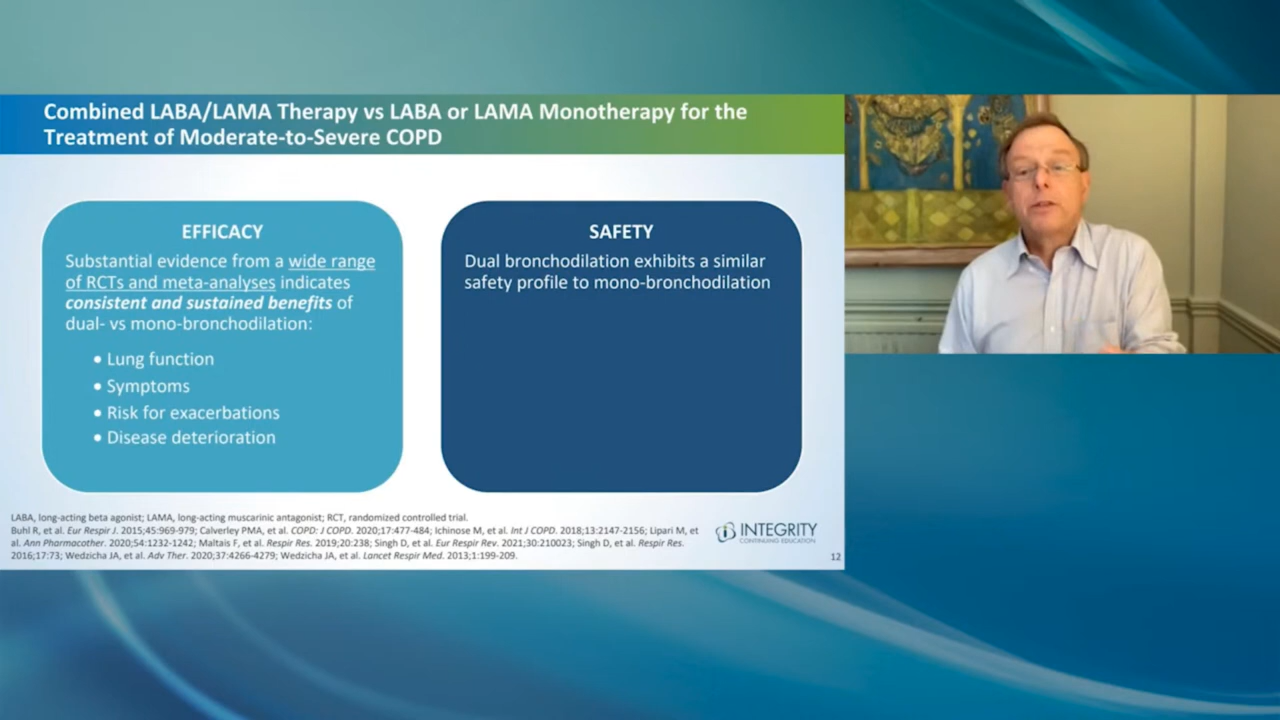 Combined LABA/LAMA Therapy vs LABA or LAMA Monotherapy for the
Treatment of Moderate-to-Severe COPD
EFFICACY
Substantial evidence from a wide range
of RCTs and meta-analyses indicates
consistent and sustained benefits of
dual- vs mono-bronchodilation:
• Lung function
• Symptoms
• Risk for exacerbations
• Disease deterioration
SAFETY
Dual bronchodilation exhibits a similar
safety profile to mono-bronchodilation
LABA, long-acting beta agonist; LAMA, long-acting muscarinic antagonist; RCT, randomized controlled trial.
Buhl R, et al. Eur Respir J. 2015;45:969-979; Calverley PMA, et al. COPD: J COPD. 2020;17:477-484; Ichinose M, et al. Int J COPD. 2018;13:2147-2156; Lipari M, et
al. Ann Pharmacother. 2020;54:1232-1242; Maltais F, et al. Respir Res. 2019;20:238; Singh D, et al. Eur Respir Rev. 2021;30:210023; Singh D, et al. Respir Res.
2016;17:73; Wedzicha JA, et al. Adv Ther. 2020;37:4266-4279; Wedzicha JA, et al. Lancet Respir Med. 2013;1:199-209.
INTEGRITY
CONTINUING EDUCATION
12